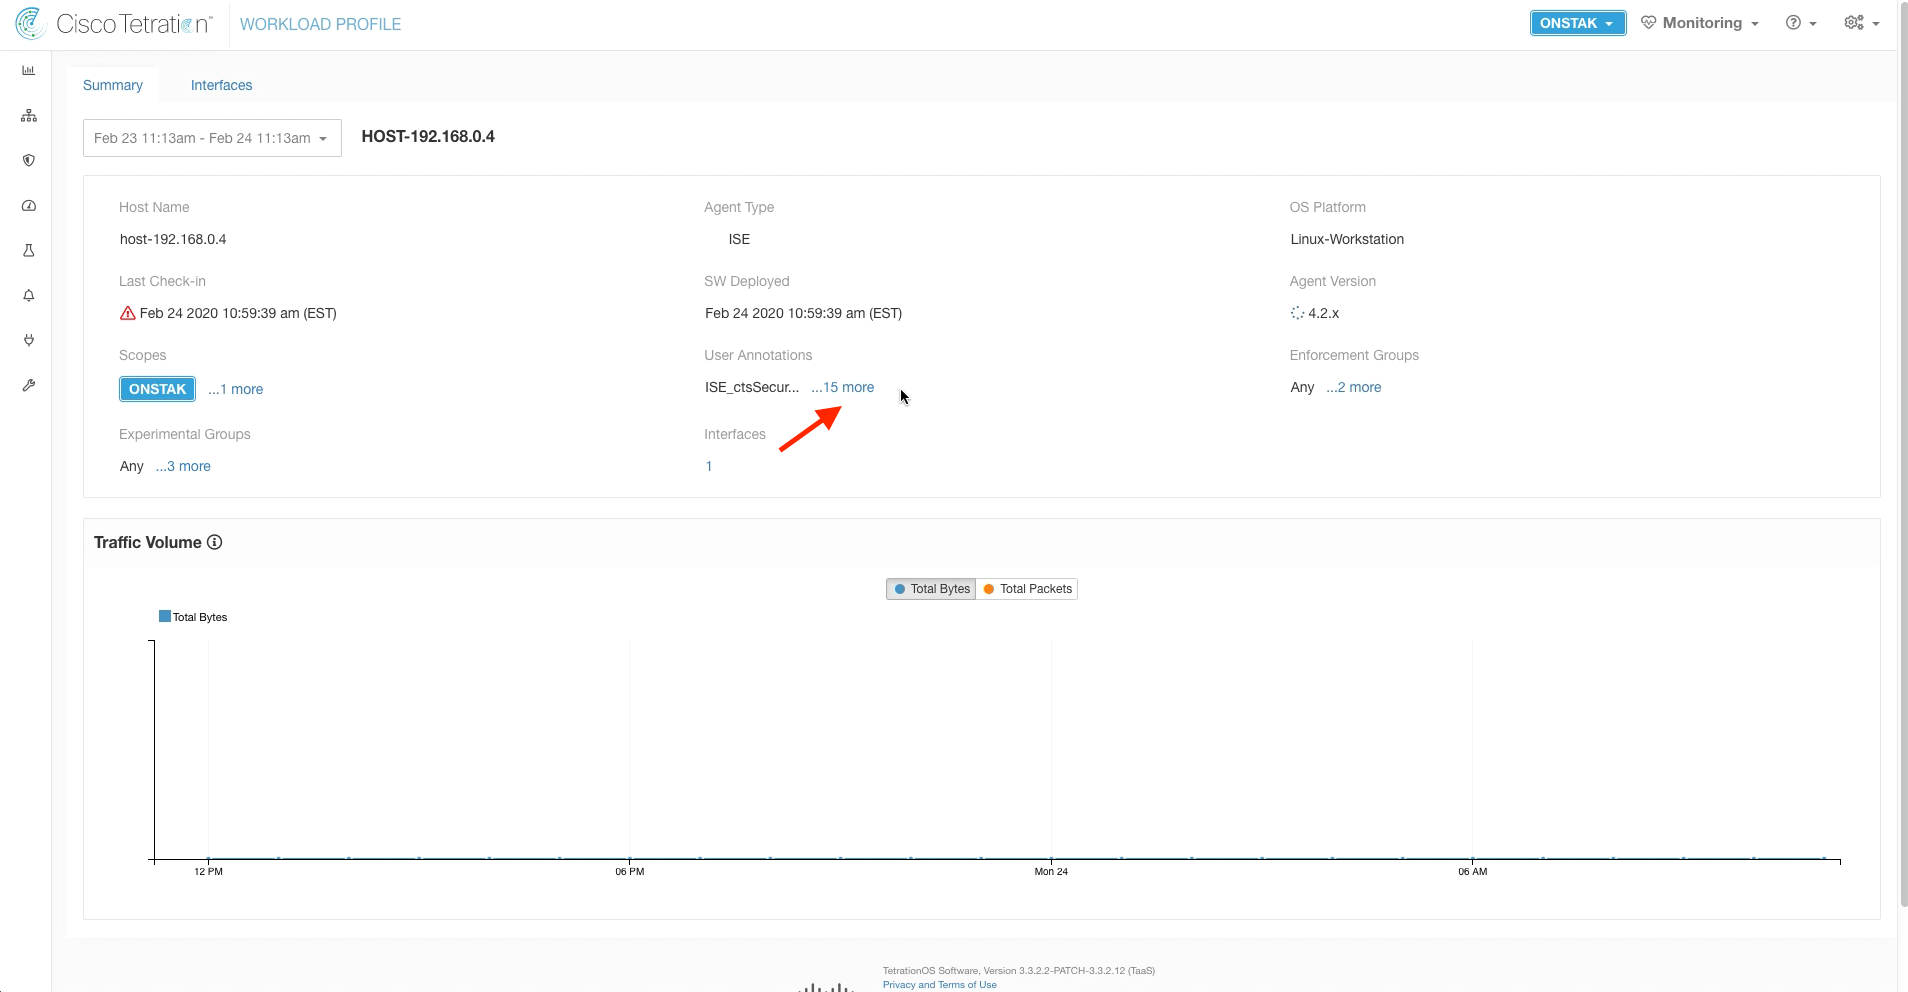 Cisco Tetration™ WORKLOAD PROFILE ONSTAK Monitoring
Summary Interfaces
Feb 23 11:13am - Feb 24 11:13am HOST-192.168.0.4
Host Name Agent Type OS Platform
host-192.168.0.4 ISE Linux-Workstation
Last Check-in SW Deployed Agent Version
Feb 24 2020 10:59:39 am (EST) Feb 24 2020 10:59:39 am (EST) 4.2.x
Scopes User Annotations Enforcement Groups
ONSTAK ...1 more ISE_ctsSecur... ...15 more Any ...2 more
Experimental Groups Interfaces
Any ...3 more 1
Traffic Volume
Total Bytes Total Packets
Total Bytes
12 PM 06 PM Mon 24 06 AM
TetrationOS Software, Version 3.3.2.2-PATCH-3.3.2.12 (TaaS)
Privacy and Terms of Use